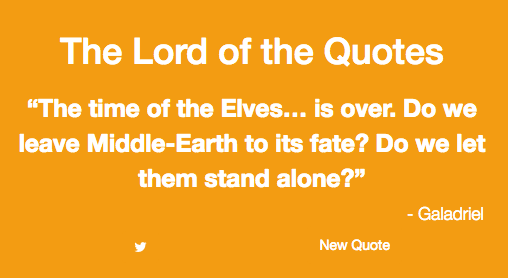 The Lord of the Quotes
“The time of the Elves… is over. Do we
leave Middle-Earth to its fate? Do we let
them stand alone?”
- Galadriel
New Quote